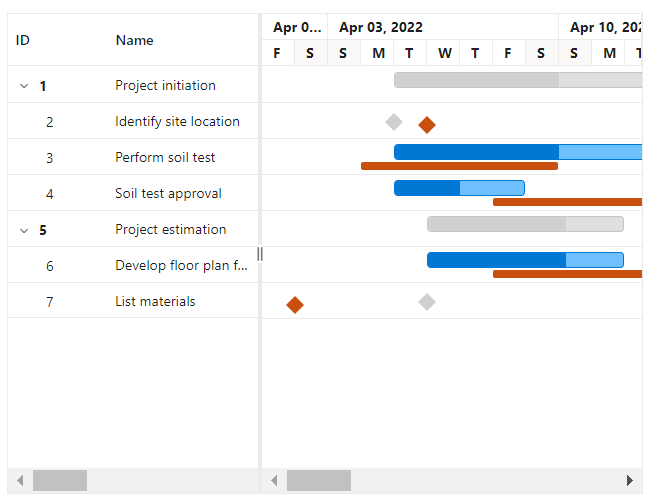 ID Name Apr 0... Apr 03, 2022 Apr 10, 202
F S S M T W T F S S M T
1 Project initiation
2 Identify site location
3 Perform soil test
4 Soil test approval
5 Project estimation
6 Develop floor plan f...
7 List materials